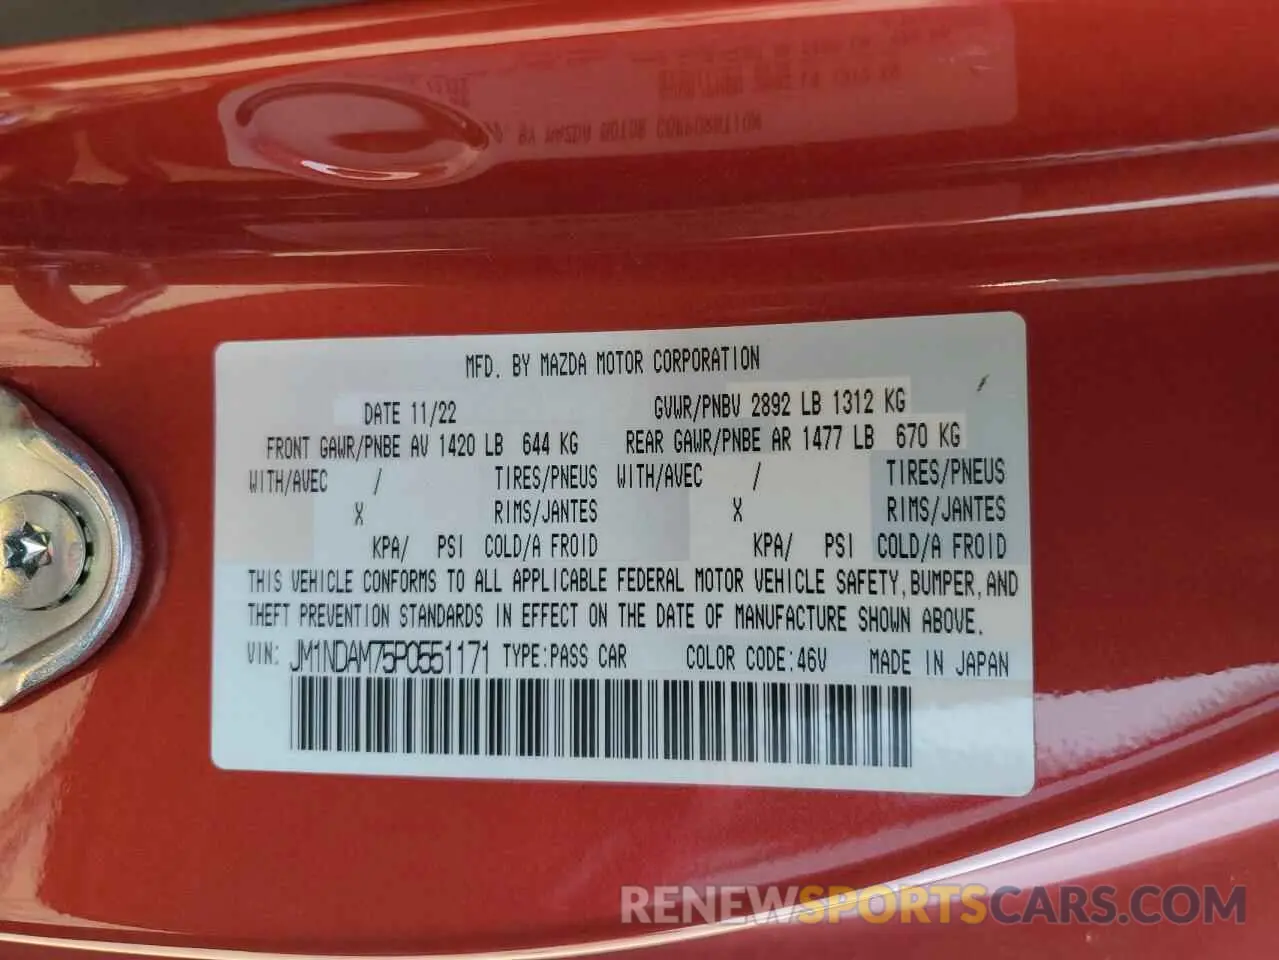 MFD. BY MAZDA MOTOR CORPORATION
DATE 11/22 GVWR/PNBV 2892 LB 1312 KG
FRONT GAWR/PNBE AV 1420 LB 644 KG REAR GAWR/PNBE AR 1477 LB 670 KG
WITH/AVEC / TIRES/PNEUS WITH/AVEC / TIRES/PNEUS
X RIMS/JANTES X RIMS/JANTES
KPA/ PSI COLD/A FROID KPA/ PSI COLD/A FROID
THIS VEHICLE CONFORMS TO ALL APPLICABLE FEDERAL MOTOR VEHICLE SAFETY, BUMPER, AND
THEFT PREVENTION STANDARDS IN EFFECT ON THE DATE OF MANUFACTURE SHOWN ABOVE.
VIN: JM1NDAM75P0551171 TYPE:PASS CAR COLOR CODE:46V MADE IN JAPAN
RENEWSPORTSCARS.COM